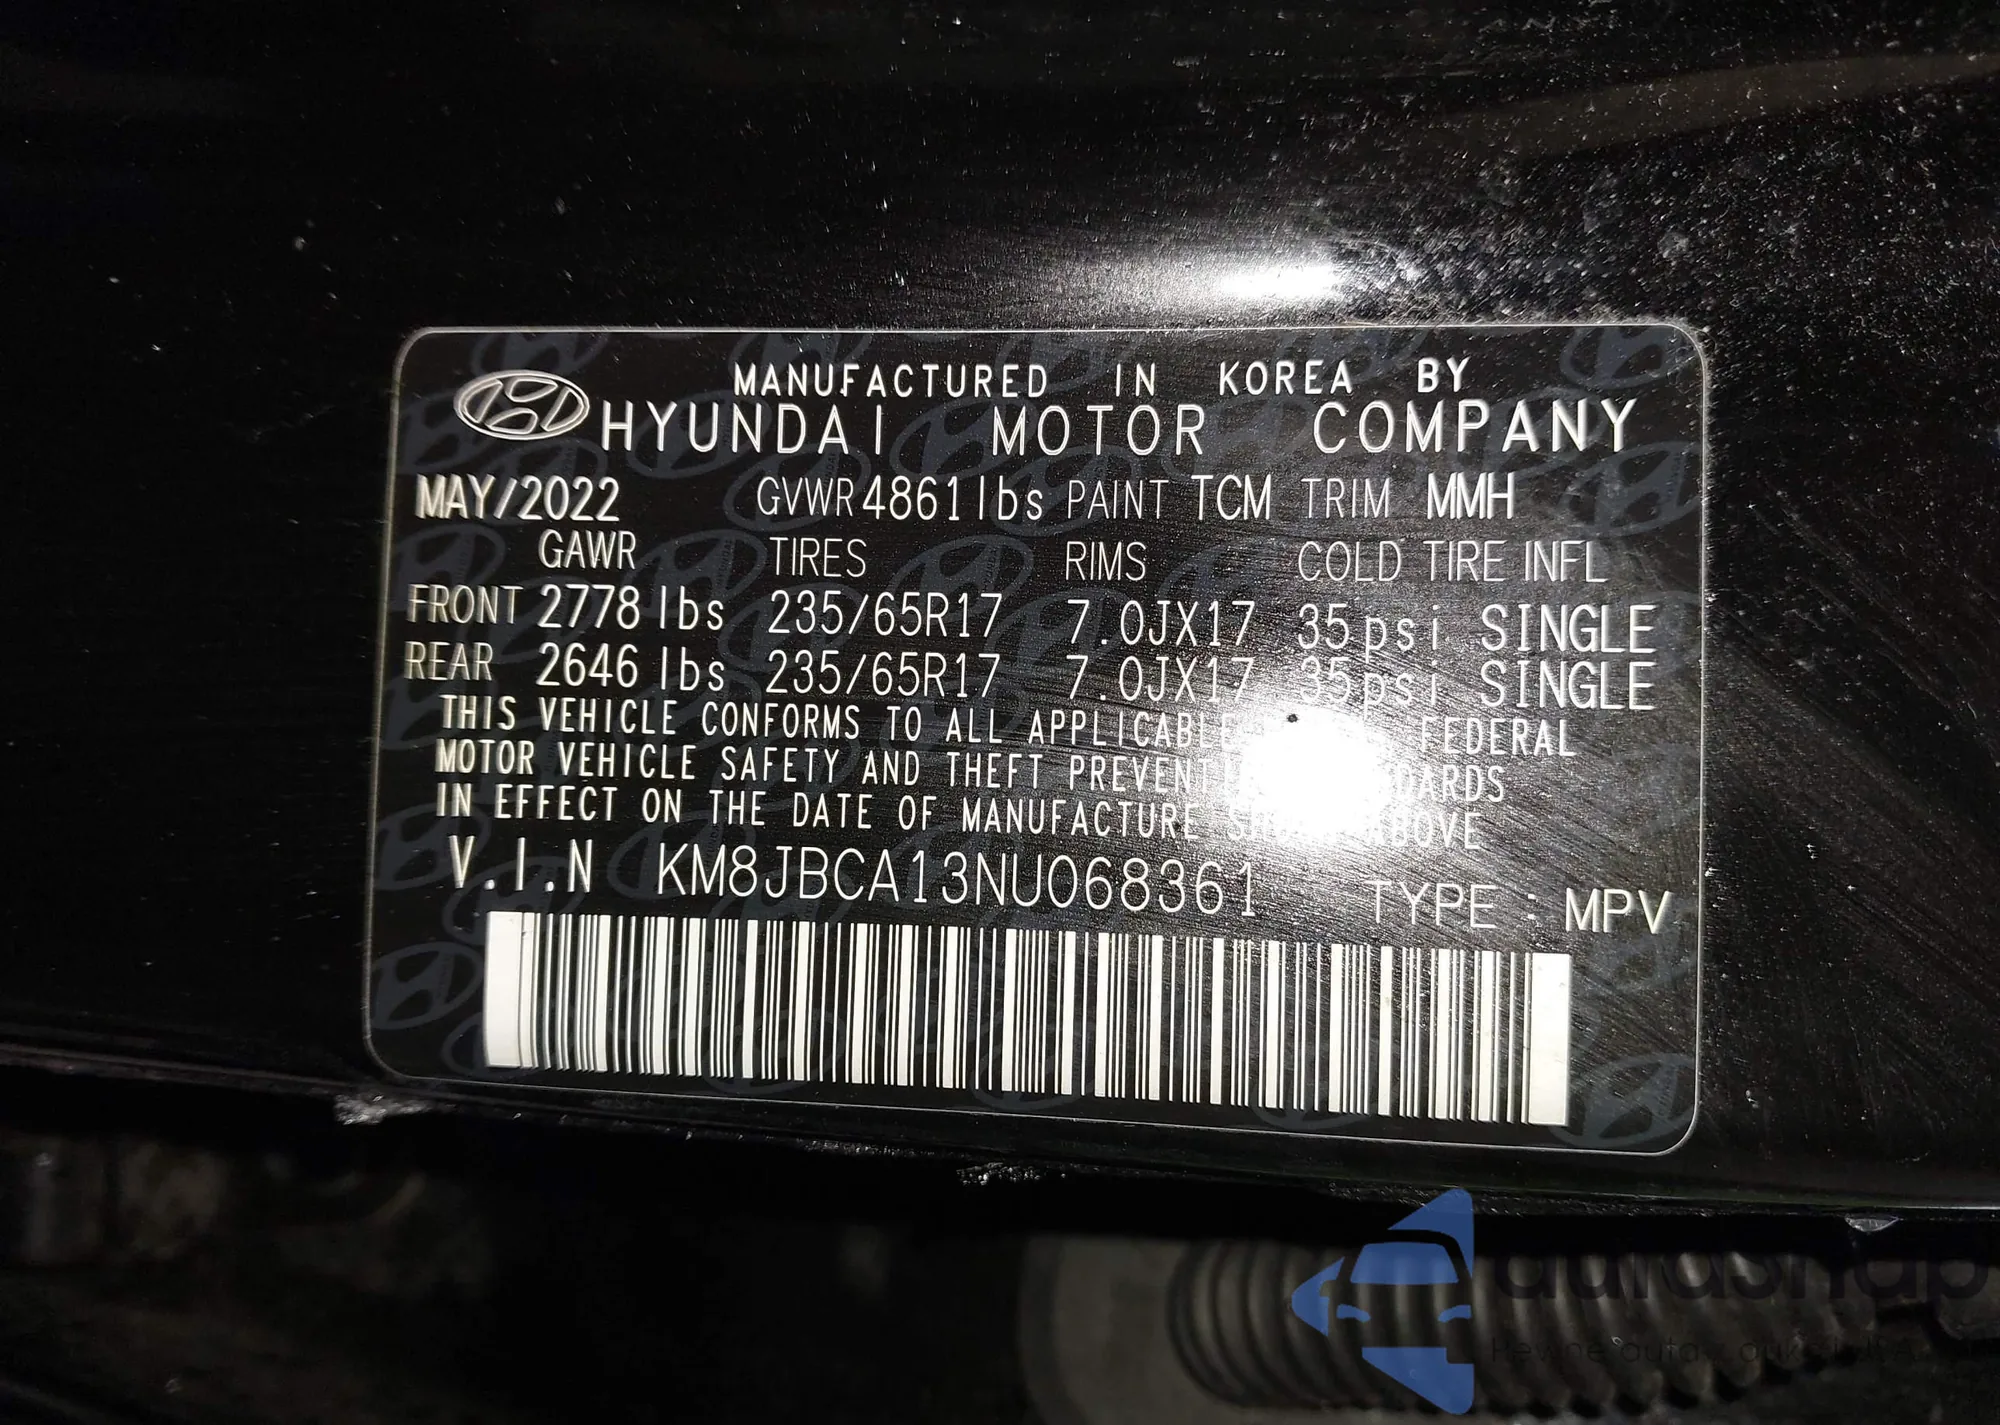 MANUFACTURED IN KOREA BY
HYUNDAI MOTOR COMPANY
MAY/2022 GVWR 4861lbs PAINT TCM TRIM MMH
GAWR TIRES RIMS COLD TIRE INFL
FRONT 2778 lbs 235/65R17 7.0JX17 35psi SINGLE
REAR 2646 lbs 235/65R17 7.0JX17 35psi SINGLE
THIS VEHICLE CONFORMS TO ALL APPLICABLE FEDERAL
MOTOR VEHICLE SAFETY AND THEFT
IN EFFECT ON THE DATE OF MANUFACTURE ABOVE
V.I.N KM8JBCA13NU068361 TYPE : MPV